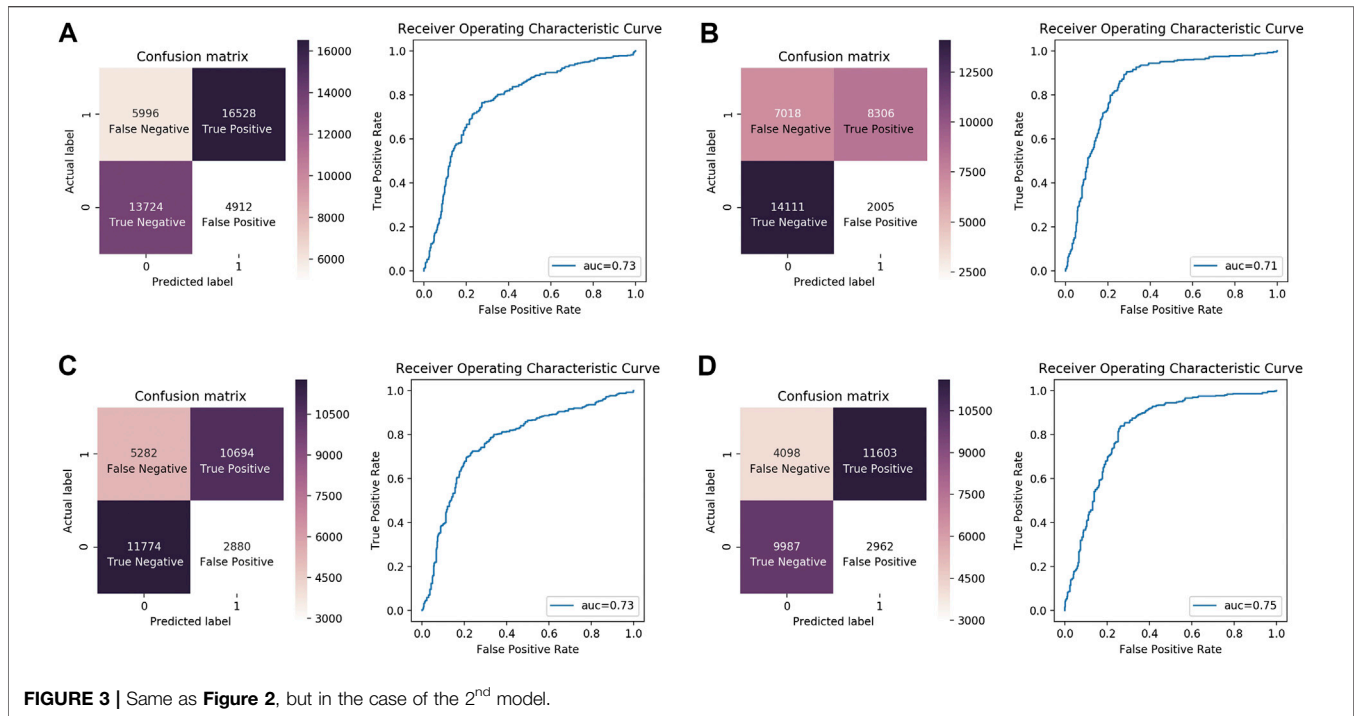 A
Confusion matrix
Actual label
1
0
5996
False Negative
16528
True Positive
13724
True Negative
4912
False Positive
0
1
Predicted label
16000
14000
12000
10000
8000
6000
Receiver Operating Characteristic Curve
True Positive Rate
1.0
0.8
0.6
0.4
0.2
0.0
auc=0.73
0.0 0.2 0.4 0.6 0.8 1.0
False Positive Rate
B
Confusion matrix
Actual label
1
0
7018
False Negative
8306
True Positive
14111
True Negative
2005
False Positive
0
1
Predicted label
12500
10000
7500
5000
2500
Receiver Operating Characteristic Curve
True Positive Rate
1.0
0.8
0.6
0.4
0.2
0.0
auc=0.71
0.0 0.2 0.4 0.6 0.8 1.0
False Positive Rate
C
Confusion matrix
Actual label
1
0
5282
False Negative
10694
True Positive
11774
True Negative
2880
False Positive
0
1
Predicted label
10500
9000
7500
6000
4500
3000
Receiver Operating Characteristic Curve
True Positive Rate
1.0
0.8
0.6
0.4
0.2
0.0
auc=0.73
0.0 0.2 0.4 0.6 0.8 1.0
False Positive Rate
D
Confusion matrix
Actual label
1
0
4098
False Negative
11603
True Positive
9987
True Negative
2962
False Positive
0
1
Predicted label
10500
9000
7500
6000
4500
3000
Receiver Operating Characteristic Curve
True Positive Rate
1.0
0.8
0.6
0.4
0.2
0.0
auc=0.75
0.0 0.2 0.4 0.6 0.8 1.0
False Positive Rate
FIGURE 3 | Same as Figure 2, but in the case of the 2nd model.